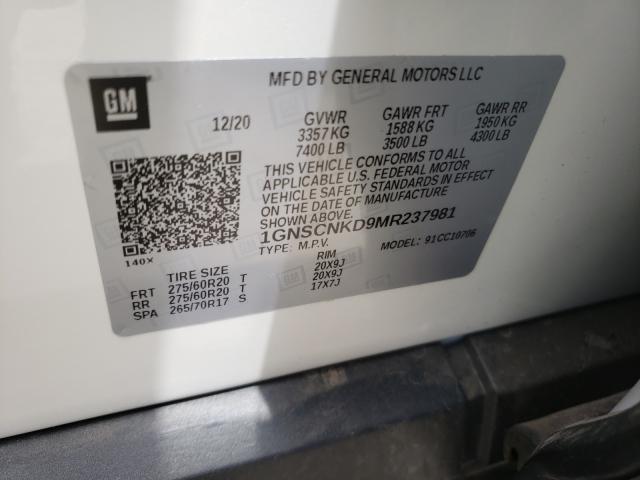 GM
MFD BY GENERAL MOTORS LLC
12/20
GVWR
3357 KG
7400 LB
GAWR FRT
1588 KG
3500 LB
GAWR RR
1950 KG
4300 LB
THIS VEHICLE CONFORMS TO ALL
APPLICABLE U.S. FEDERAL MOTOR
VEHICLE SAFETY STANDARDS IN EFFECT
ON THE DATE OF MANUFACTURE
SHOWN ABOVE.
1GNSCNKD9MR237981
140X
TYPE: M.P.V.
MODEL: 91CC10706
TIRE SIZE RIM
FRT 275/60R20 T 20X9J
RR 275/60R20 T 20X9J
SPA 265/70R17 S 17X7J